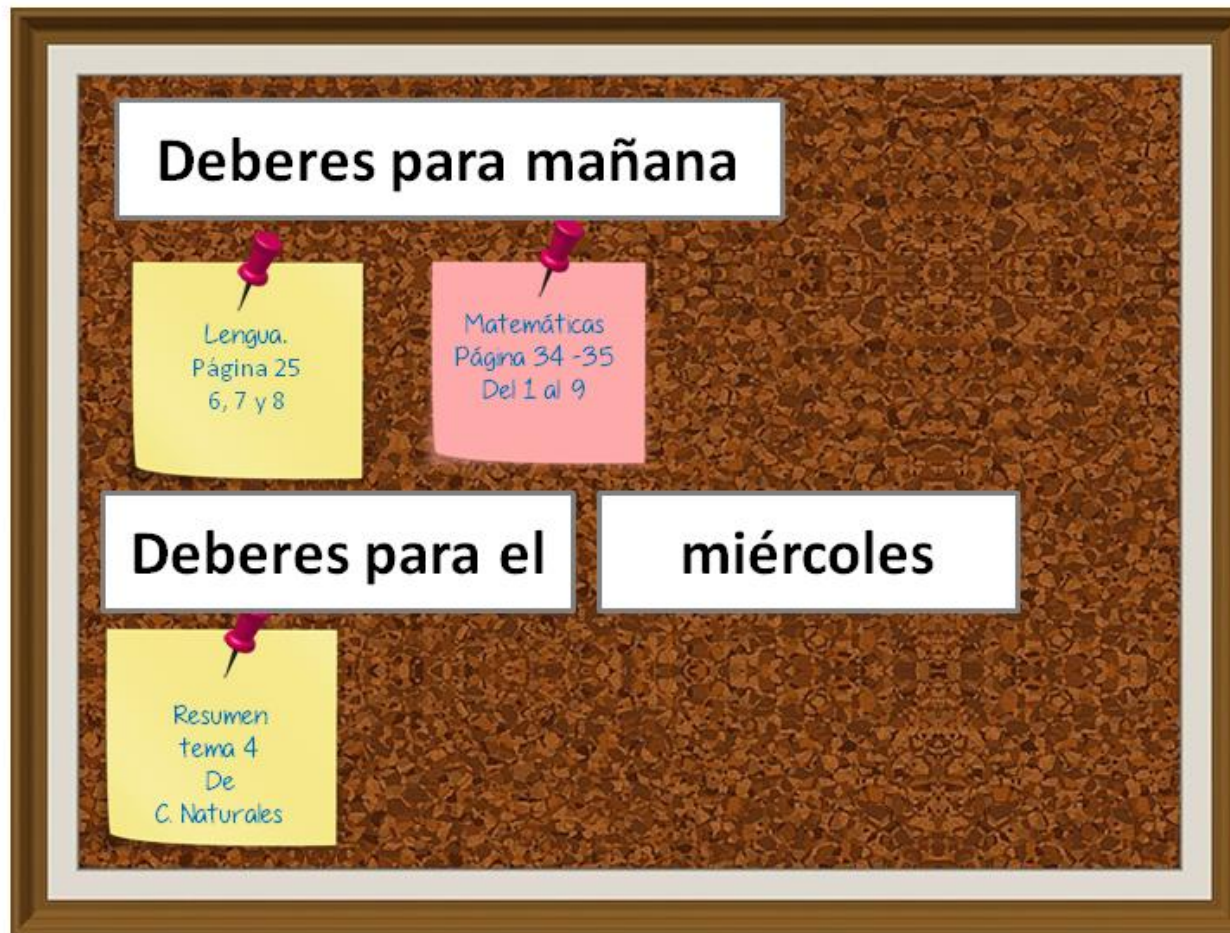 Deberes para mañana
Lengua.
Página 25
6, 7 y 8
Matemáticas
Página 34 -35
Del 1 al 9
Deberes para el
miércoles
Resumen
tema 4
De
C. Naturales